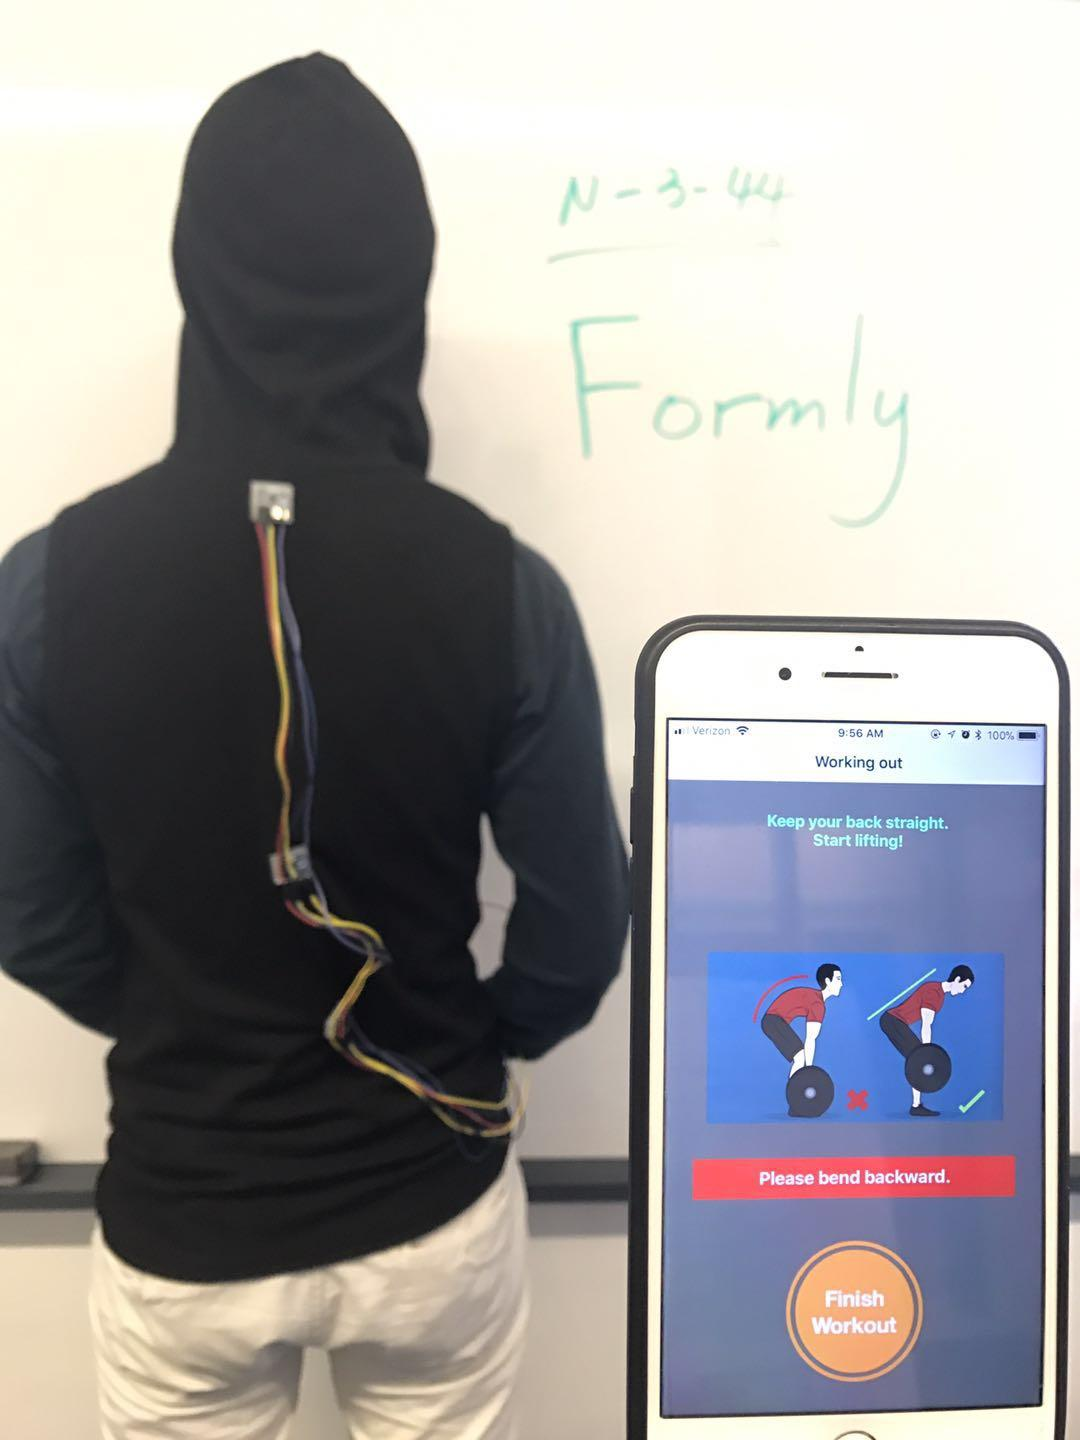 N-3-44
Formly
Verizon 9:56 AM 100%
Working out
Keep your back straight.
Start lifting!
Please bend backward.
Finish
Workout